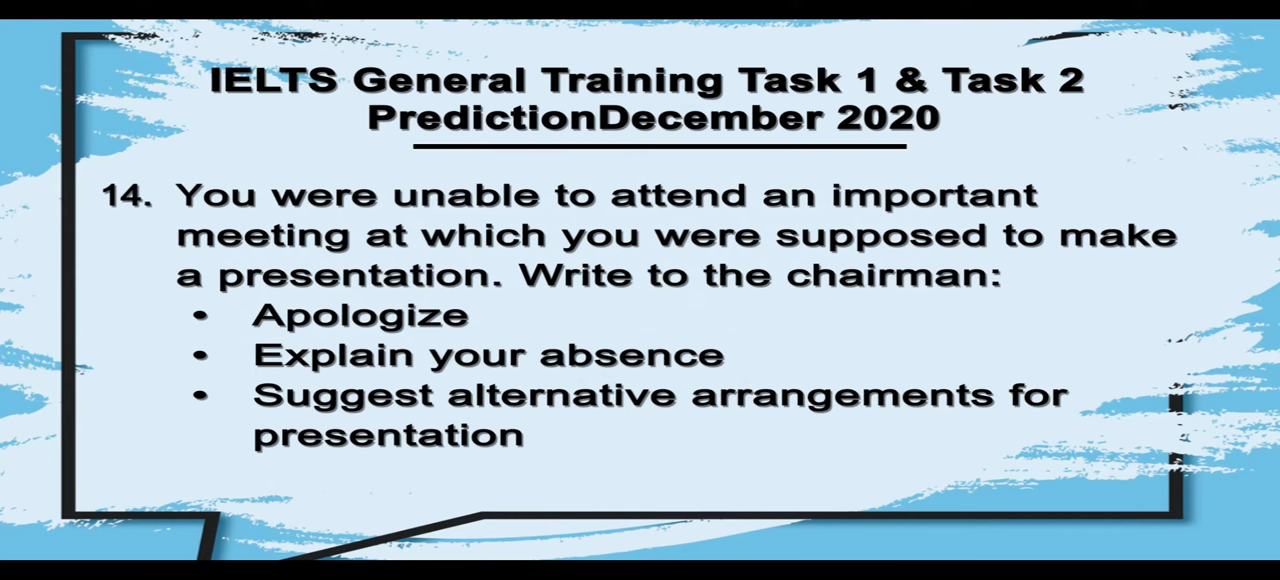 IELTS General Training Task 1 & Task 2
PredictionDecember 2020
14. You were unable to attend an important
meeting at which you were supposed to make
a presentation. Write to the chairman:
• Apologize
• Explain your absence
• Suggest alternative arrangements for
presentation